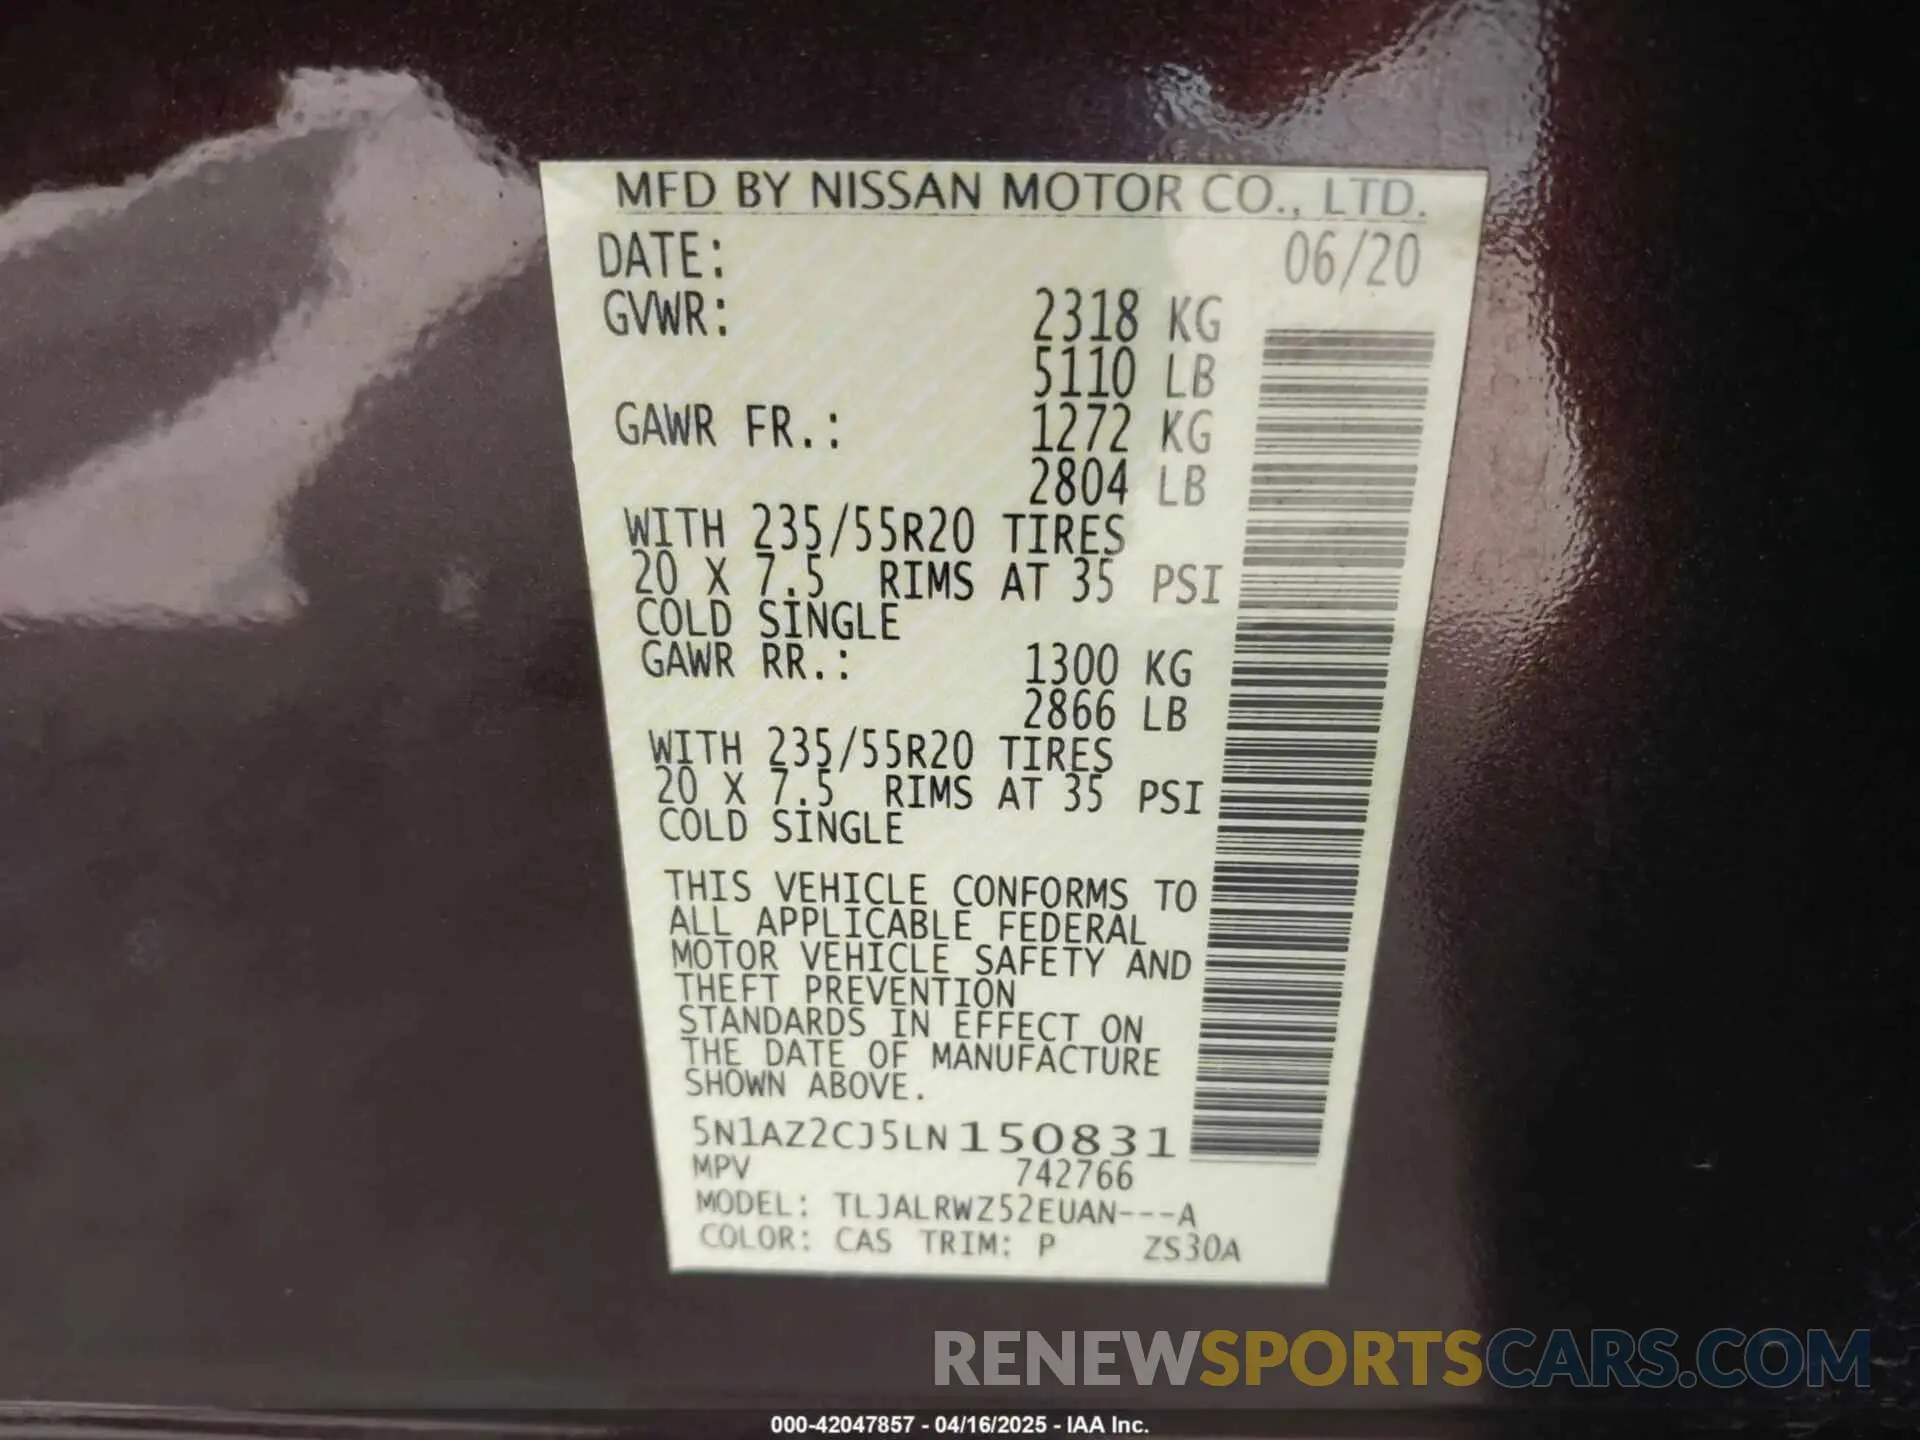 MFD BY NISSAN MOTOR CO., LTD.
DATE: 06/20
GVWR: 2318 KG
5110 LB
GAWR FR.: 1272 KG
2804 LB
WITH 235/55R20 TIRES
20 X 7.5 RIMS AT 35 PSI
COLD SINGLE
GAWR RR.: 1300 KG
2866 LB
WITH 235/55R20 TIRES
20 X 7.5 RIMS AT 35 PSI
COLD SINGLE
THIS VEHICLE CONFORMS TO
ALL APPLICABLE FEDERAL
MOTOR VEHICLE SAFETY AND
THEFT PREVENTION
STANDARDS IN EFFECT ON
THE DATE OF MANUFACTURE
SHOWN ABOVE.
5N1AZ2CJ5LN150831
MPV 742766
MODEL: TLJALRWZ52EUAN---A
COLOR: CAS TRIM: P ZS30A
RENEWSPORTSCARS.COM
000-42047857 - 04/16/2025 - IAA Inc.